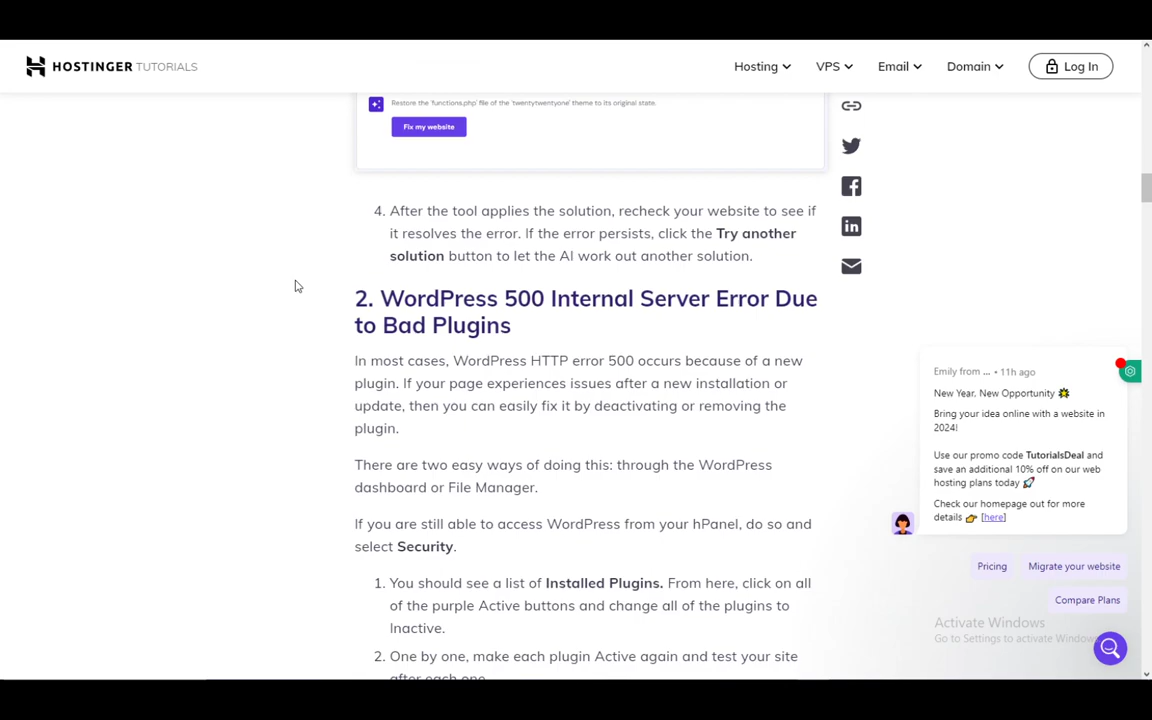 HOSTINGER TUTORIALS
Hosting
VPS
Email
Domain
Log In
Restore the 'functions.php' file of the 'twentytwentyone' theme to its original state.
Fix my website
4. After the tool applies the solution, recheck your website to see if
it resolves the error. If the error persists, click the Try another
solution button to let the AI work out another solution.
2. WordPress 500 Internal Server Error Due
to Bad Plugins
In most cases, WordPress HTTP error 500 occurs because of a new
plugin. If your page experiences issues after a new installation or
update, then you can easily fix it by deactivating or removing the
plugin.
There are two easy ways of doing this: through the WordPress
dashboard or File Manager.
If you are still able to access WordPress from your hPanel, do so and
select Security.
1. You should see a list of Installed Plugins. From here, click on all
of the purple Active buttons and change all of the plugins to
Inactive.
2. One by one, make each plugin Active again and test your site
after each one.
Emily from ... • 11h ago
New Year, New Opportunity
Bring your idea online with a website in
2024!
Use our promo code TutorialsDeal and
save an additional 10% off on our web
hosting plans today
Check our homepage out for more
details [here]
Pricing
Migrate your website
Compare Plans
Activate Windows
Go to Settings to activate Windows.